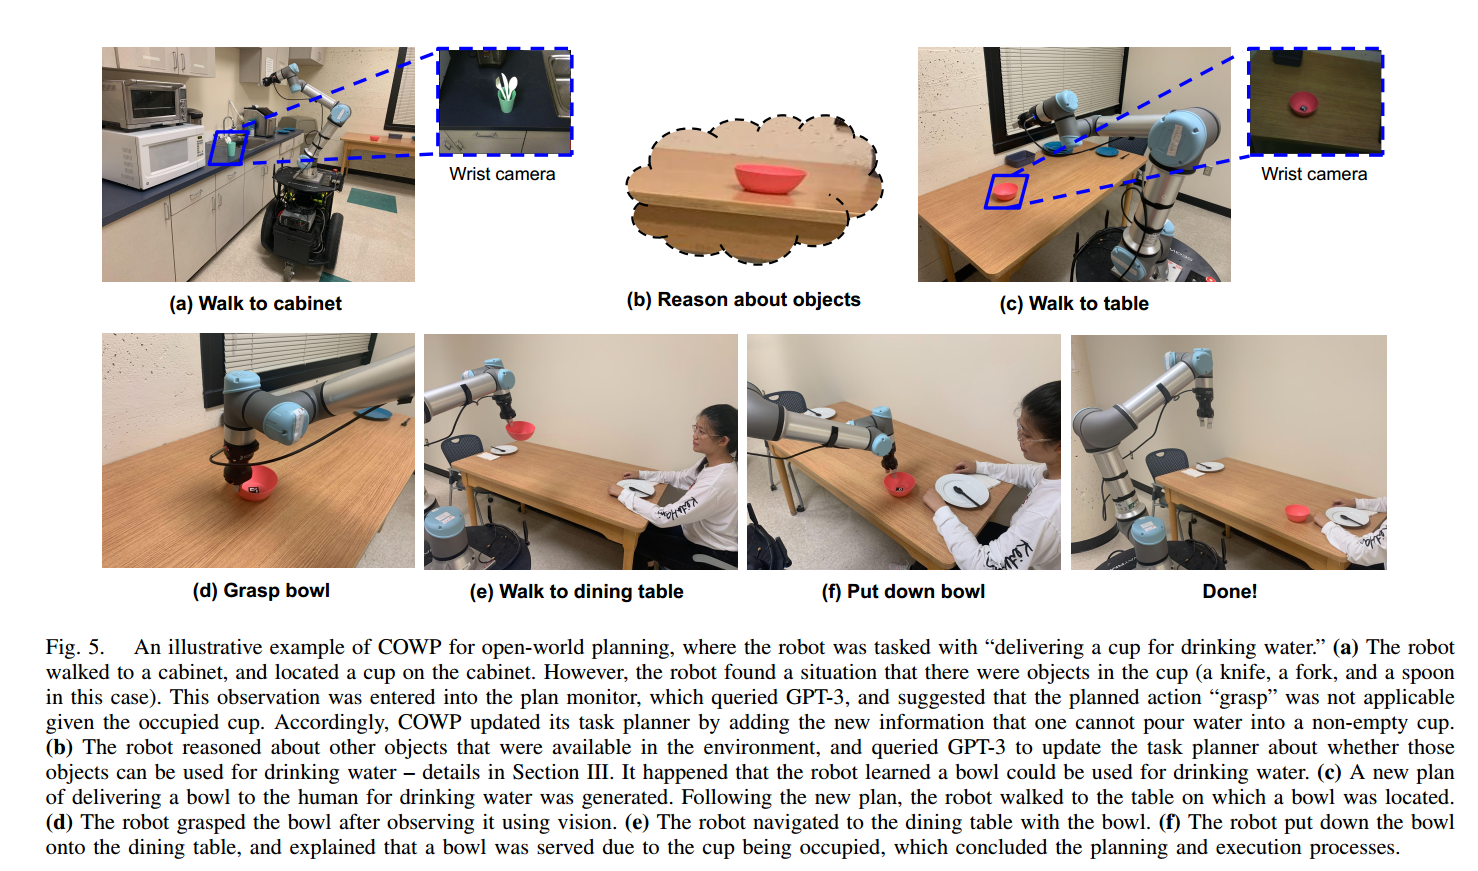 Wrist camera
Wrist camera
(a) Walk to cabinet
(b) Reason about objects
(c) Walk to table
(d) Grasp bowl
(e) Walk to dining table
(f) Put down bowl
Done!
Fig. 5. An illustrative example of COWP for open-world planning, where the robot was tasked with “delivering a cup for drinking water.” (a) The robot
walked to a cabinet, and located a cup on the cabinet. However, the robot found a situation that there were objects in the cup (a knife, a fork, and a spoon
in this case). This observation was entered into the plan monitor, which queried GPT-3, and suggested that the planned action “grasp” was not applicable
given the occupied cup. Accordingly, COWP updated its task planner by adding the new information that one cannot pour water into a non-empty cup.
(b) The robot reasoned about other objects that were available in the environment, and queried GPT-3 to update the task planner about whether those
objects can be used for drinking water – details in Section III. It happened that the robot learned a bowl could be used for drinking water. (c) A new plan
of delivering a bowl to the human for drinking water was generated. Following the new plan, the robot walked to the table on which a bowl was located.
(d) The robot grasped the bowl after observing it using vision. (e) The robot navigated to the dining table with the bowl. (f) The robot put down the bowl
onto the dining table, and explained that a bowl was served due to the cup being occupied, which concluded the planning and execution processes.